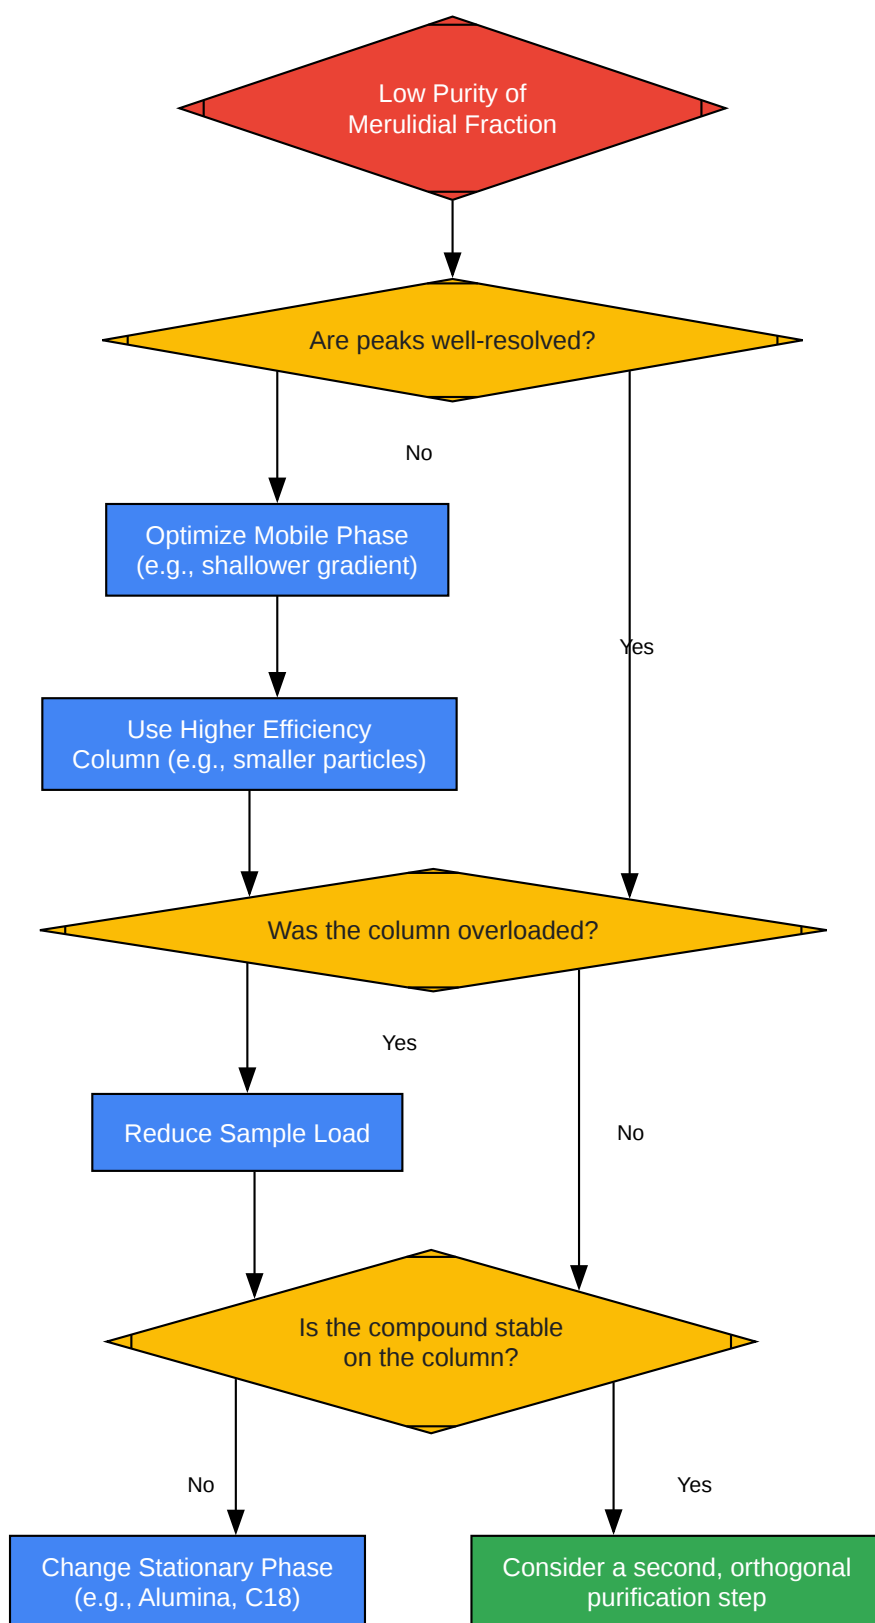 Low Purity of
Merulidial Fraction
Are peaks well-resolved?
No
Optimize Mobile Phase
(e.g., shallower gradient)
Yes
Use Higher Efficiency
Column (e.g., smaller particles)
Was the column overloaded?
Yes
Reduce Sample Load
No
Is the compound stable
on the column?
No
Yes
Change Stationary Phase
(e.g., Alumina, C18)
Consider a second, orthogonal
purification step